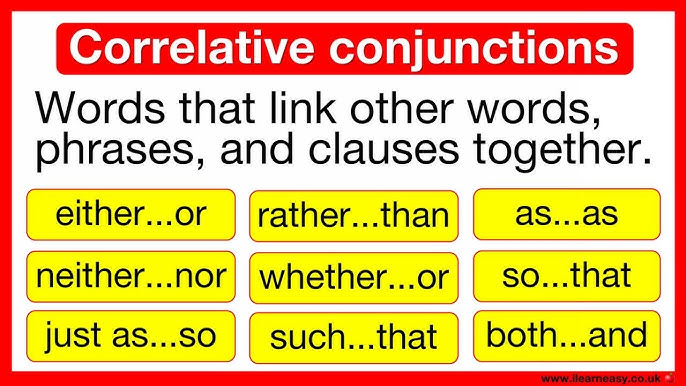 Correlative conjunctions
Words that link other words,
phrases, and clauses together.
either...or
rather...than
as...as
neither...nor
whether...or
so...that
just as...so
such...that
both...and
www.ilearneasy.co.uk